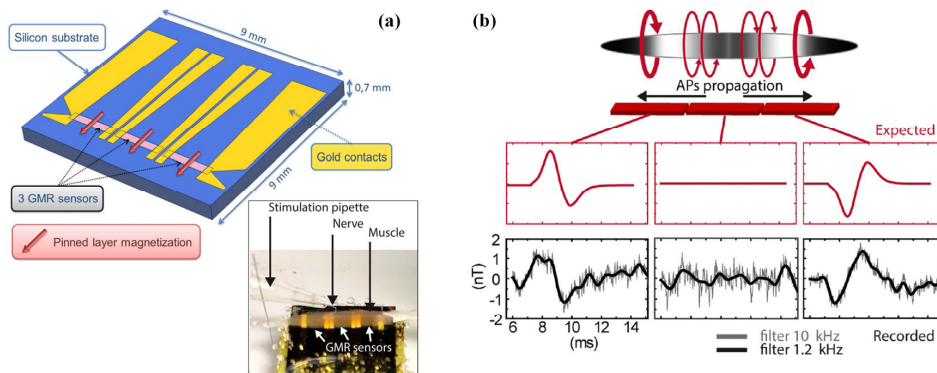 (a)
Silicon substrate
9 mm
0,7 mm
Gold contacts
9 mm
3 GMR sensors
Pinned layer magnetization
Stimulation pipette
Nerve
Muscle
GMR sensors
(b)
APs propagation
Expected
2
1
0
-1
-2
(nT)
6 8 10 12 14
(ms)
Recorded
filter 10 kHz
filter 1.2 kHz